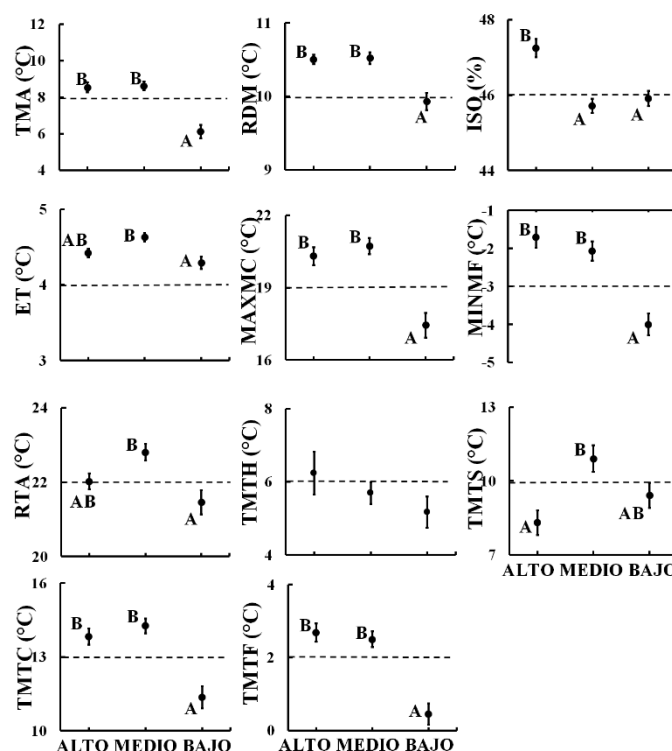 TMA (°C)
12
10
8
6
4
B
B
A
RDM (°C)
11
10
9
B
B
A
ISO (%)
48
46
44
B
A
A
ET (°C)
5
4
3
AB
B
A
MAXMC (°C)
22
19
16
B
B
A
MINMF (°C)
-1
-2
-3
-4
-5
B
B
A
RTA (°C)
24
22
20
AB
B
A
TMTH (°C)
8
6
4
TMTS (°C)
13
10
7
A
B
AB
ALTO MEDIO BAJO
TMTC (°C)
16
13
10
B
B
A
ALTO MEDIO BAJO
TMTF (°C)
4
2
0
B
B
A
ALTO MEDIO BAJO